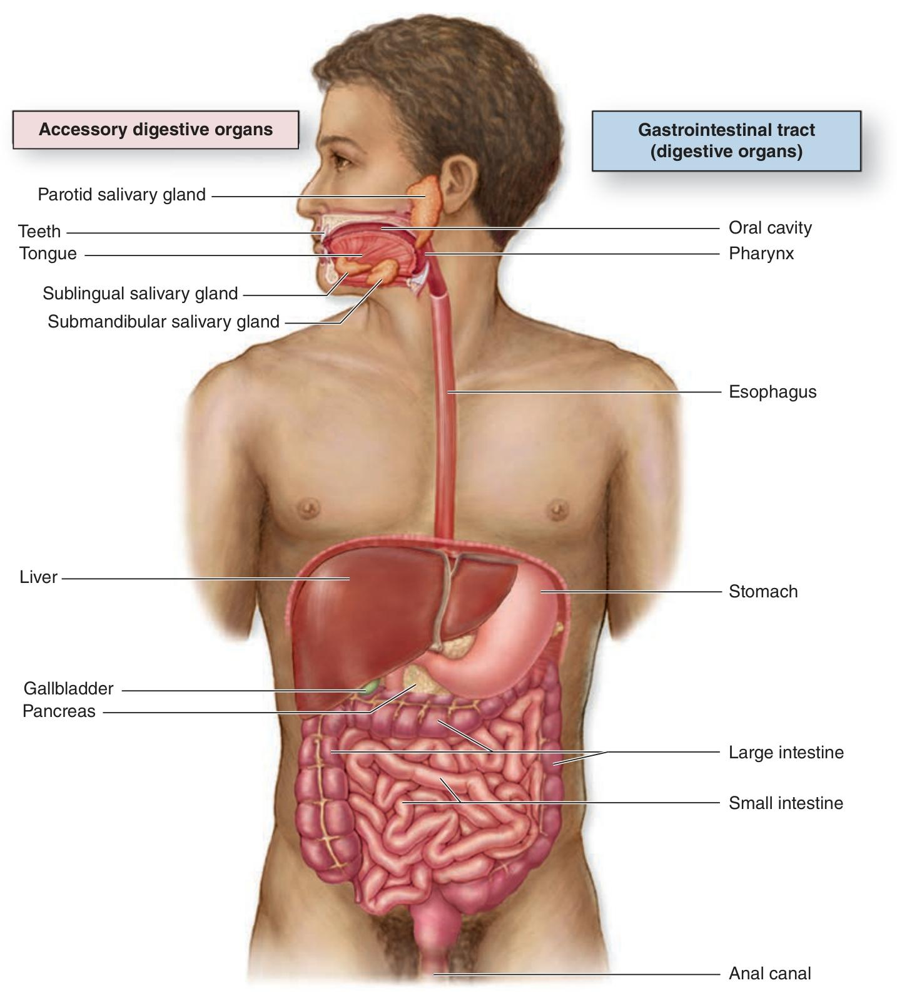 Accessory digestive organs
Gastrointestinal tract
(digestive organs)
Parotid salivary gland
Teeth
Tongue
Sublingual salivary gland
Submandibular salivary gland
Liver
Gallbladder
Pancreas
Oral cavity
Pharynx
Esophagus
Stomach
Large intestine
Small intestine
Anal canal